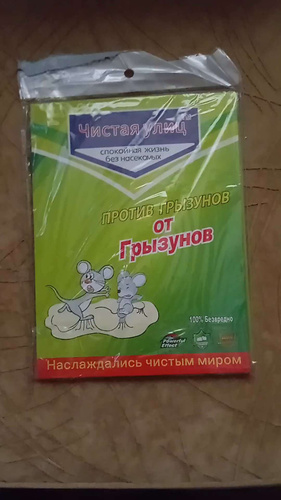 Чистая улиц
спокойная жизнь
без насекомых
ПРОТИВ ГРЫЗУНОВ
от
Грызунов
100% Безвредно
Powerful
Effect
Наслаждались чистым миром